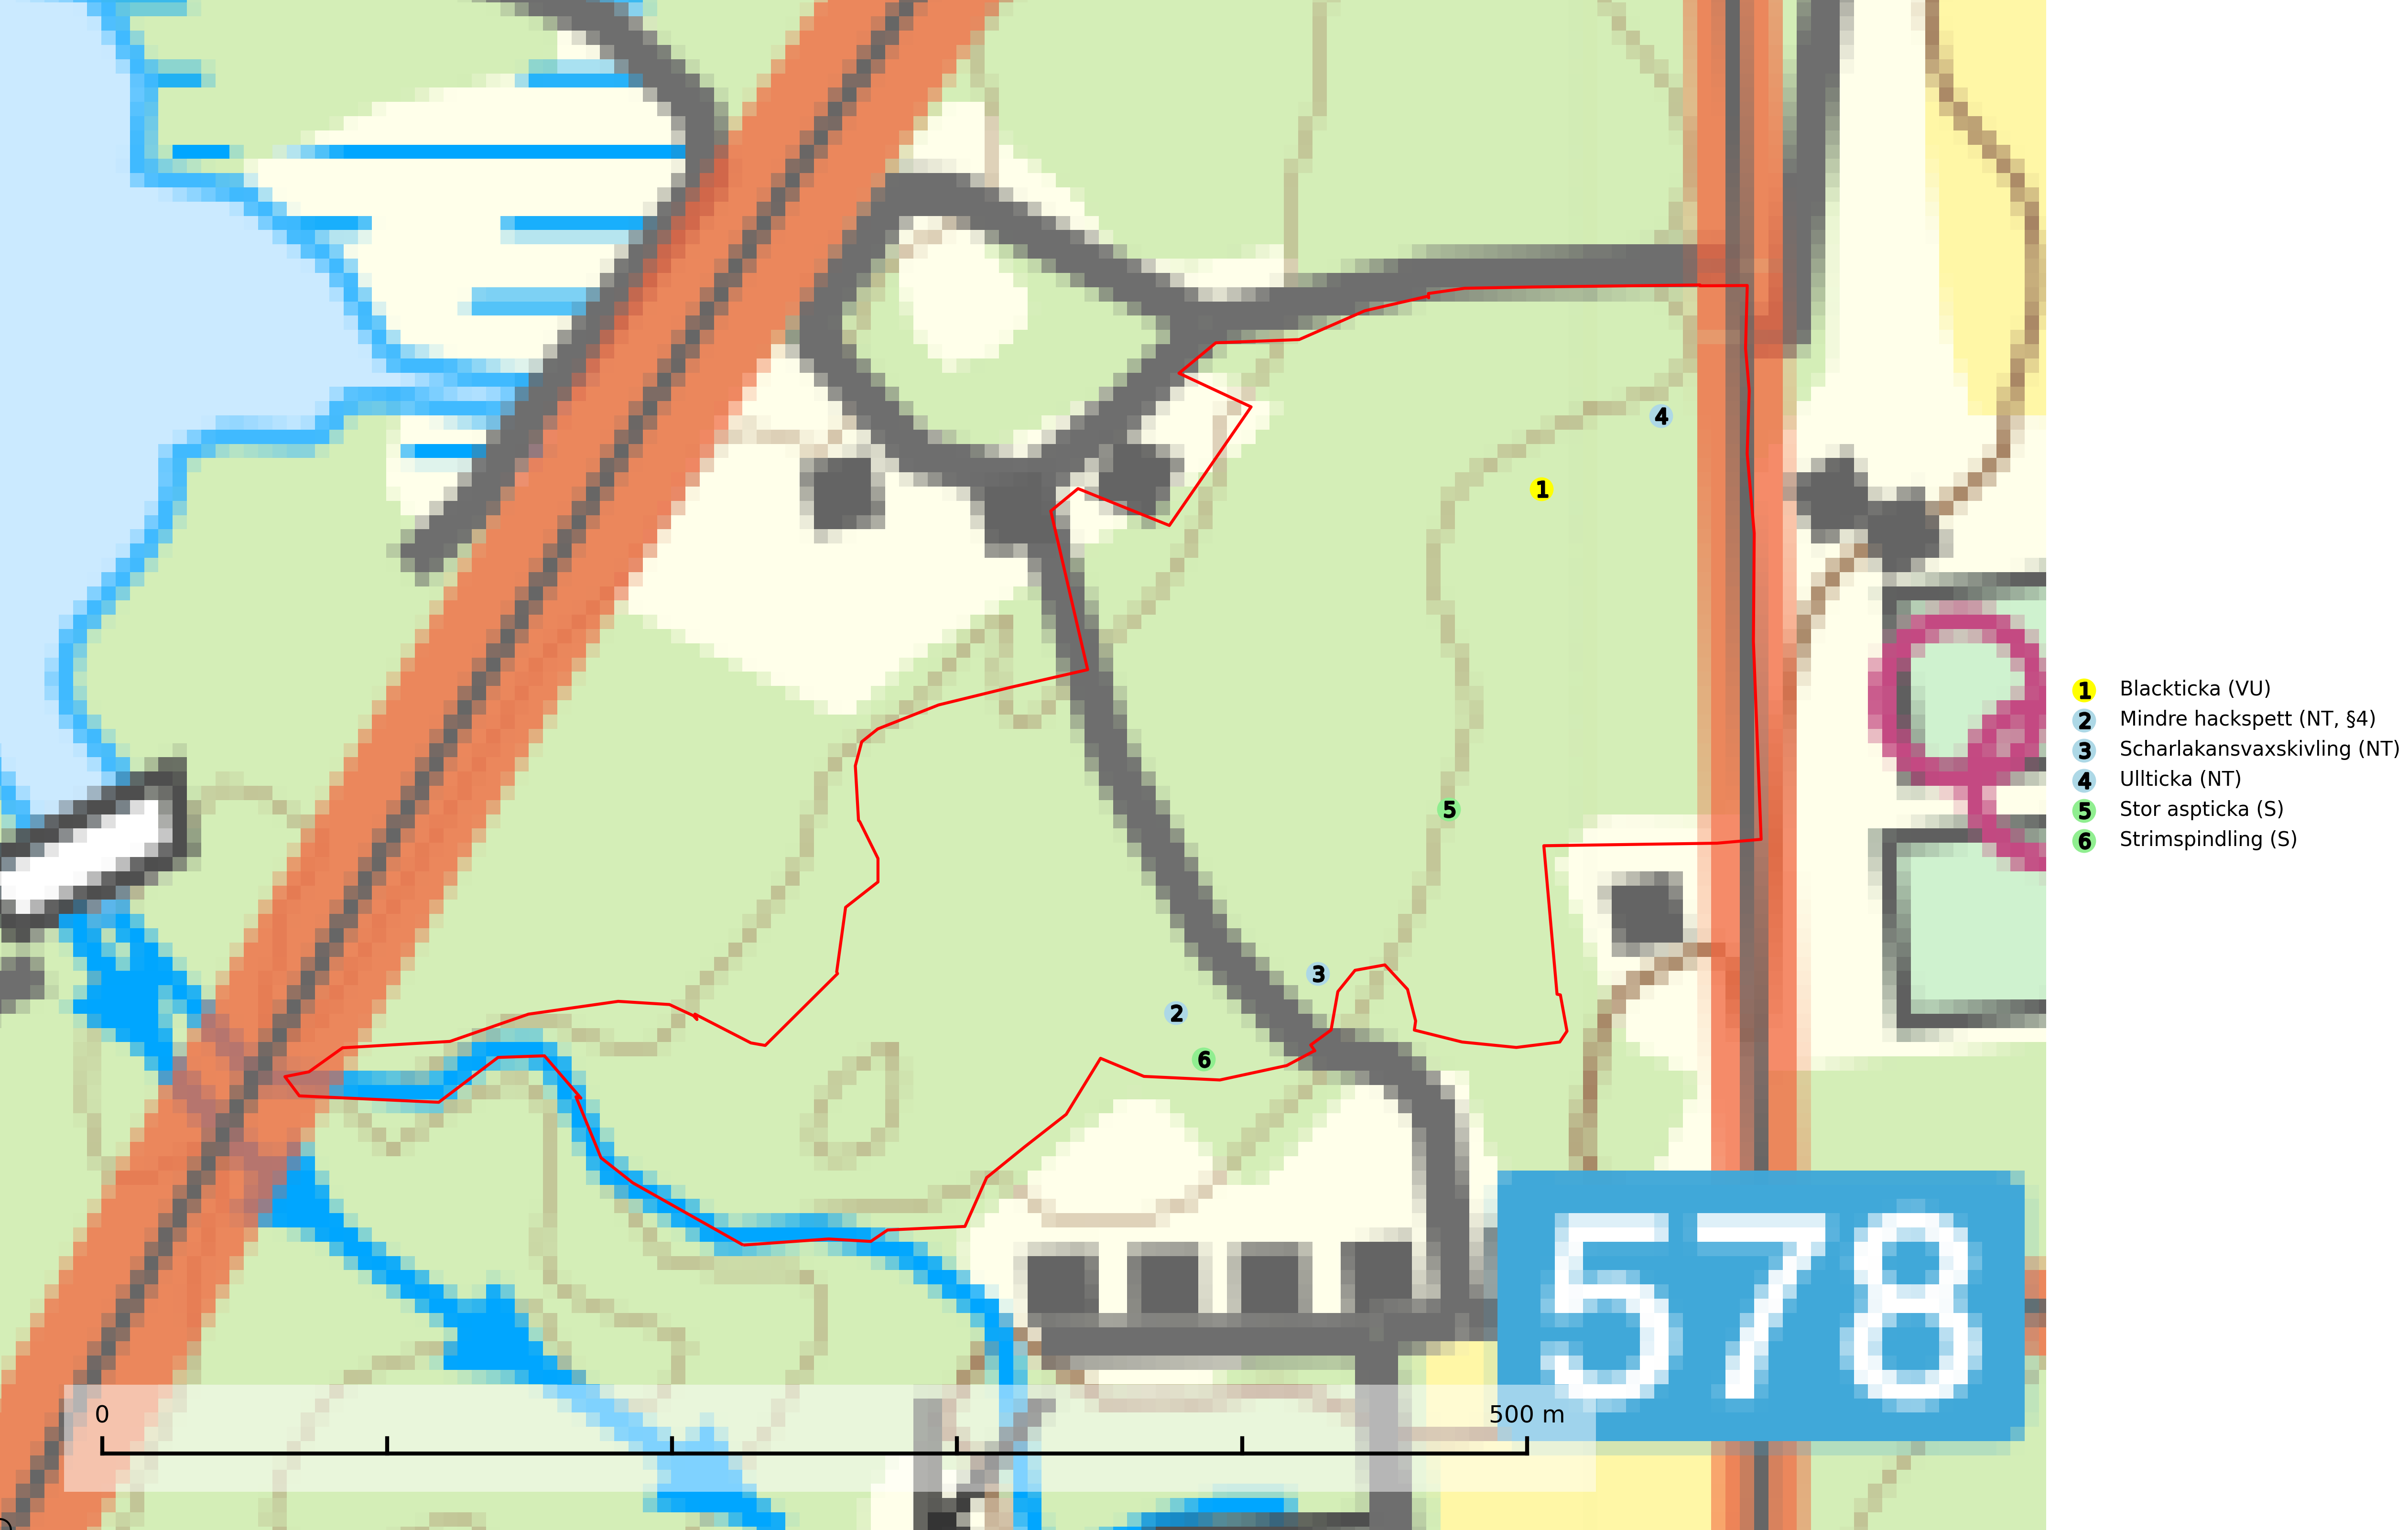 4
1
5
3
2
6
1 Blackticka (VU)
2 Mindre hackspett (NT, §4)
3 Scharlakansvaxskivling (NT)
4 Ullticka (NT)
5 Stor aspticka (S)
6 Strimspindling (S)
578
0 500 m